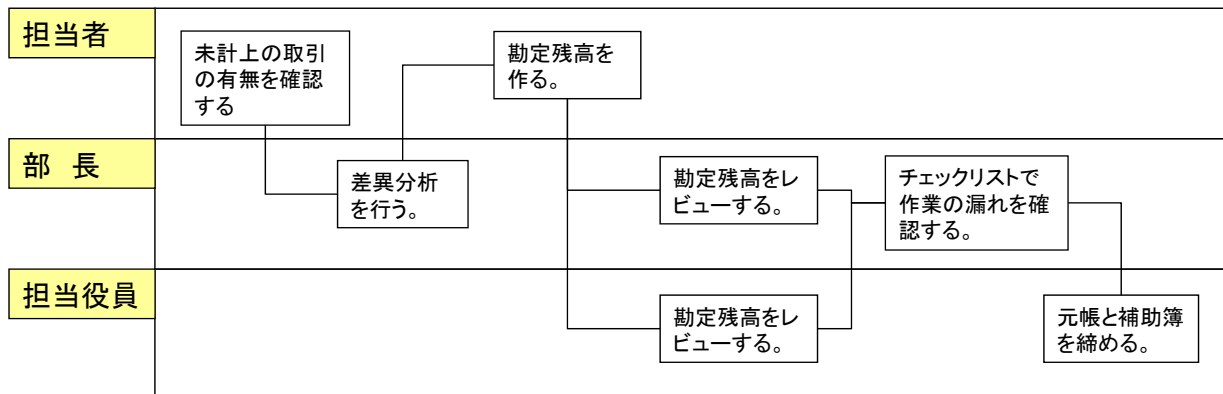 担当者
未計上の取引
の有無を確認
する
勘定残高を
作る。
部 長
差異分析
を行う。
勘定残高をレ
ビューする。
チェックリストで
作業の漏れを確
認する。
担当役員
勘定残高をレ
ビューする。
元帳と補助簿
を締める。